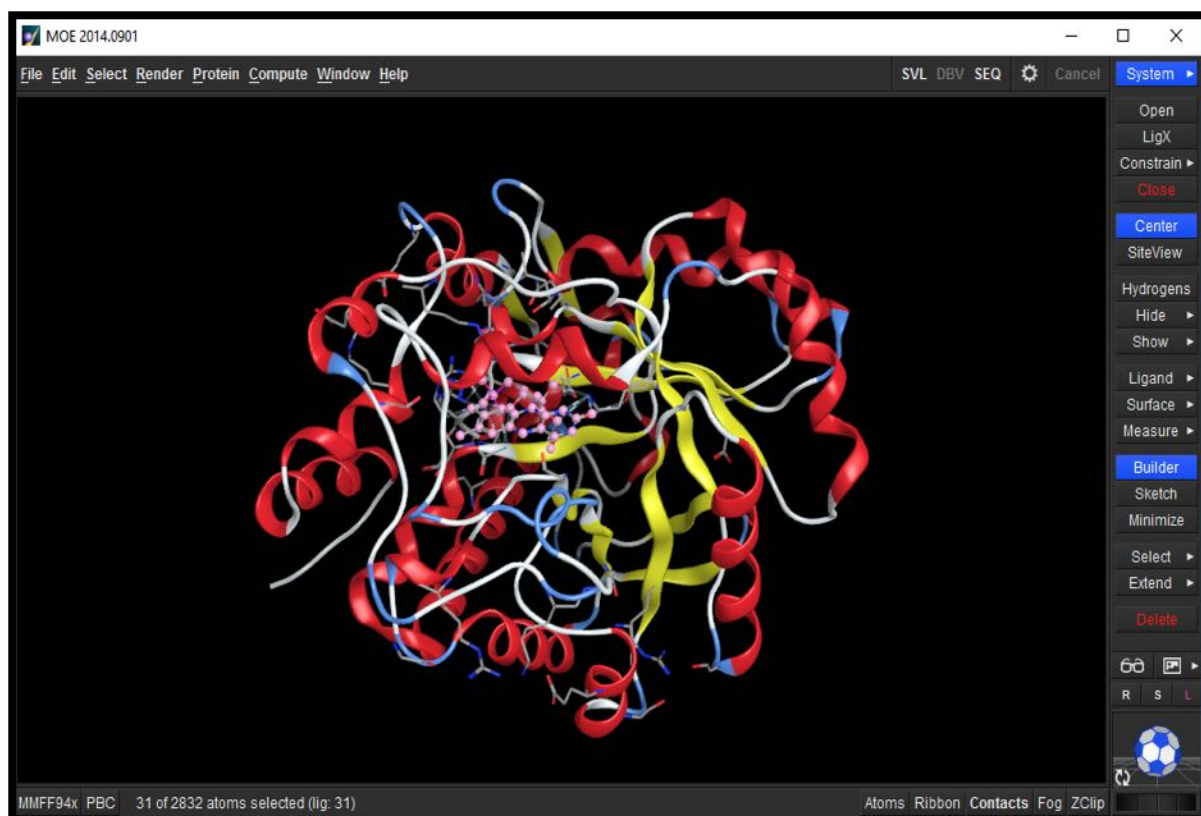 MOE 2014.0901
File Edit Select Render Protein Compute Window Help
SVL DBV SEQ Cancel
System
Open
LigX
Constrain
Close
Center
SiteView
Hydrogens
Hide
Show
Ligand
Surface
Measure
Builder
Sketch
Minimize
Select
Extend
Delete
R S L
MMFF94x PBC 31 of 2832 atoms selected (lig: 31) Atoms Ribbon Contacts Fog ZClip